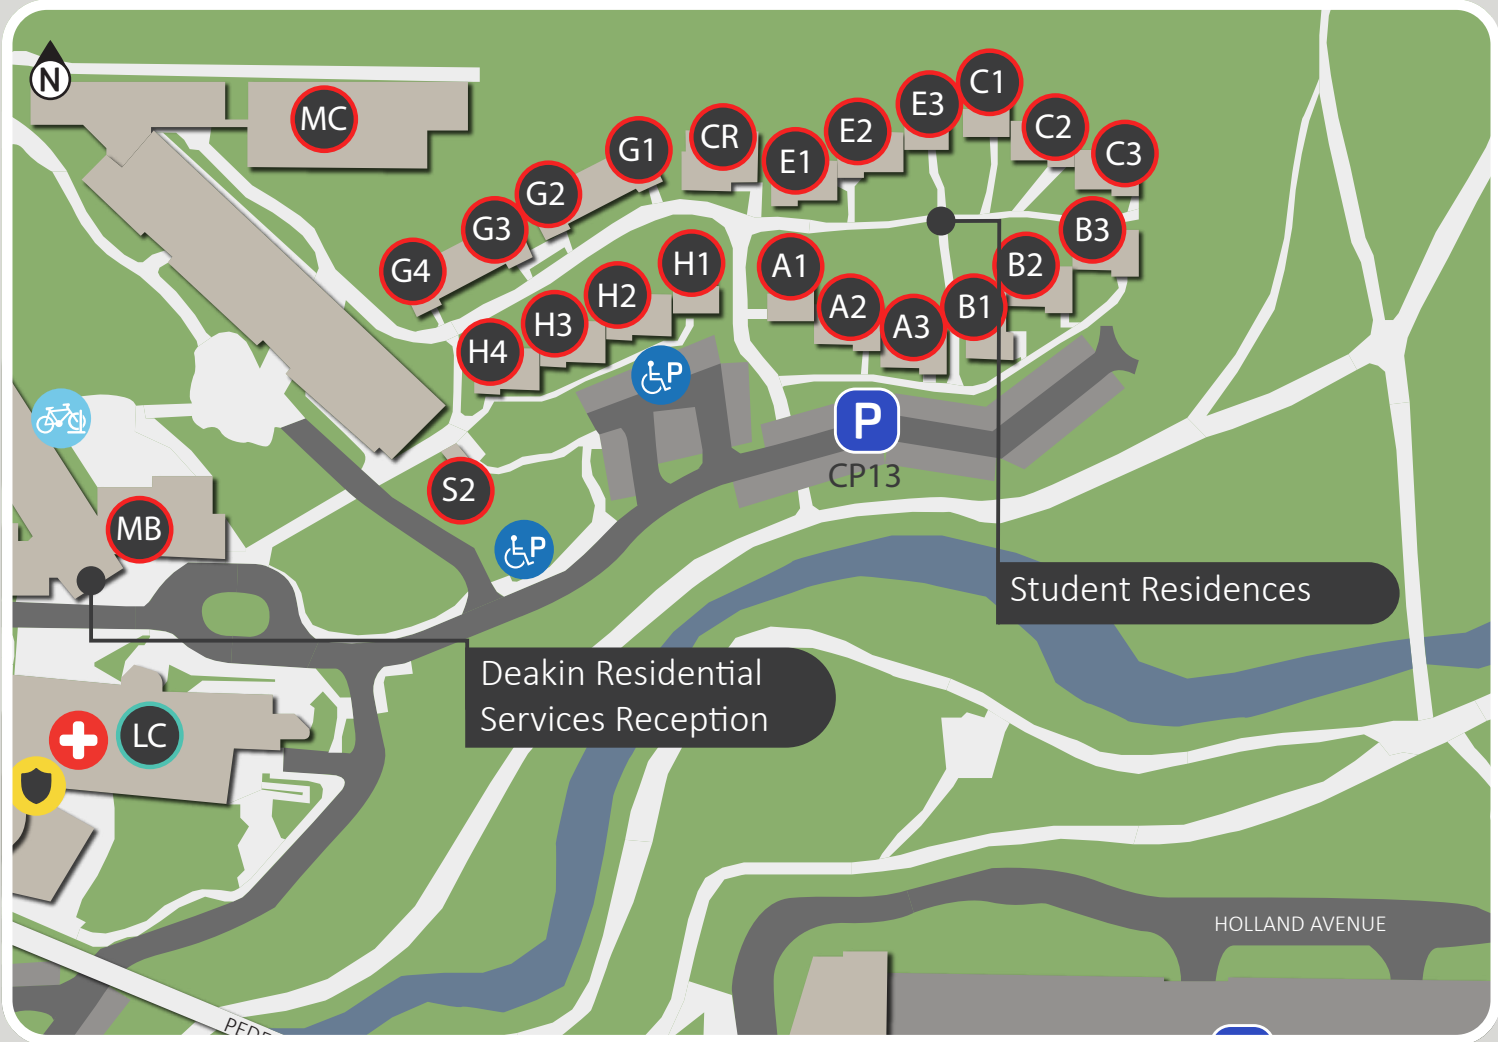 N
MC
C1
E3
C2
E2
CR
G1
E1
C3
G2
G3
B3
G4
H1
A1
B2
H2
A2
B1
H3
A3
H4
P
P
CP13
S2
MB
P
Student Residences
Deakin Residential
Services Reception
LC
HOLLAND AVENUE